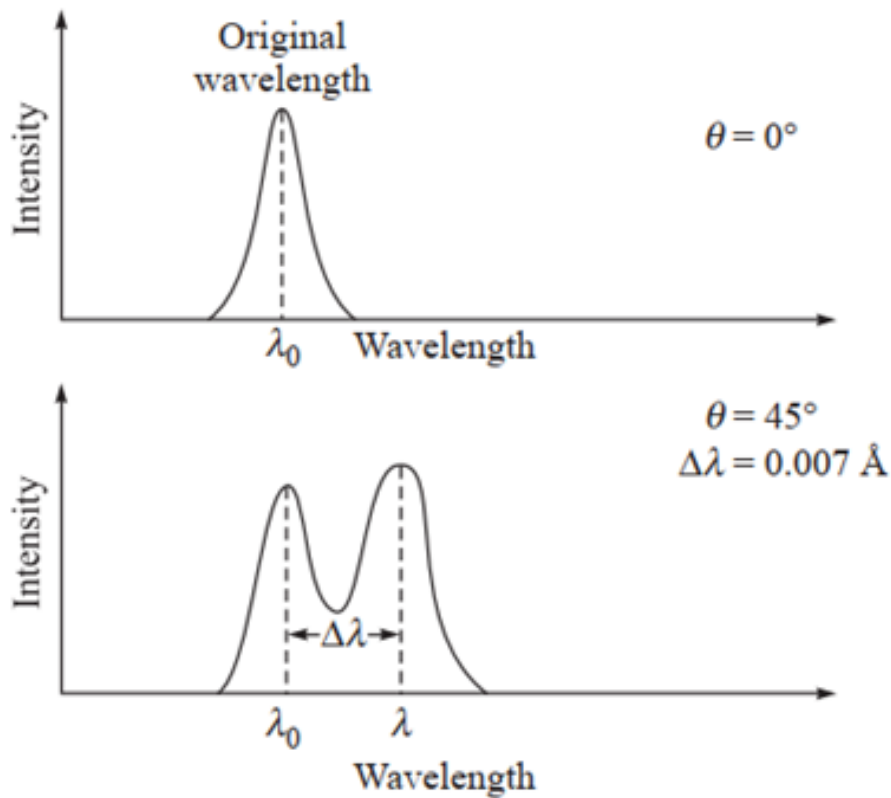 Original
wavelength
Intensity
θ = 0°
λ₀
Wavelength
θ = 45°
Δλ = 0.007 Å
Intensity
Δλ
λ₀
λ
Wavelength